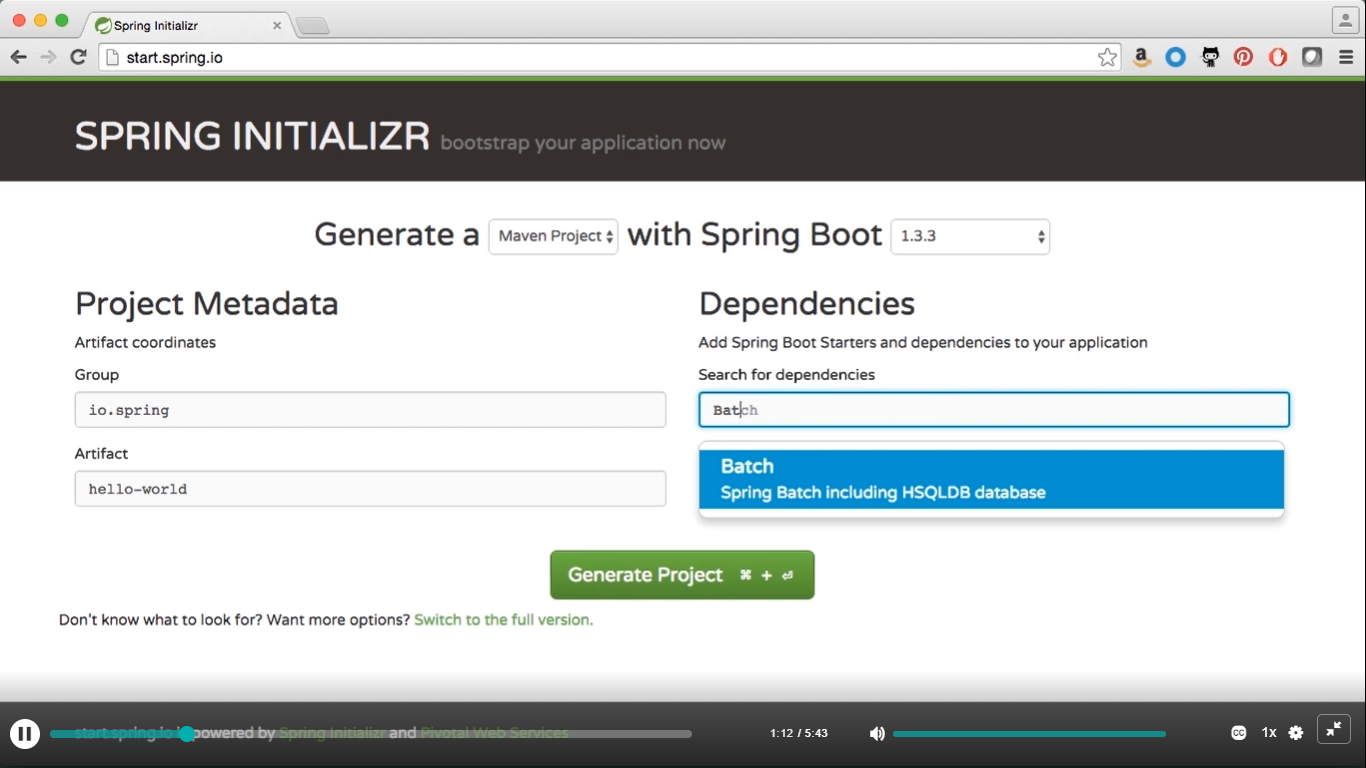 Spring Initializr
start.spring.io
SPRING INITIALIZR bootstrap your application now
Generate a Maven Project with Spring Boot 1.3.3
Project Metadata
Artifact coordinates
Group
io.spring
Artifact
hello-world
Dependencies
Add Spring Boot Starters and dependencies to your application
Search for dependencies
Batch
Batch
Spring Batch including HSQLDB database
Generate Project ⌘ + ⏎
Don't know what to look for? Want more options? Switch to the full version.
start.spring.io is powered by Spring Initializr and Pivotal Web Services
1:12 / 5:43
CC
1x